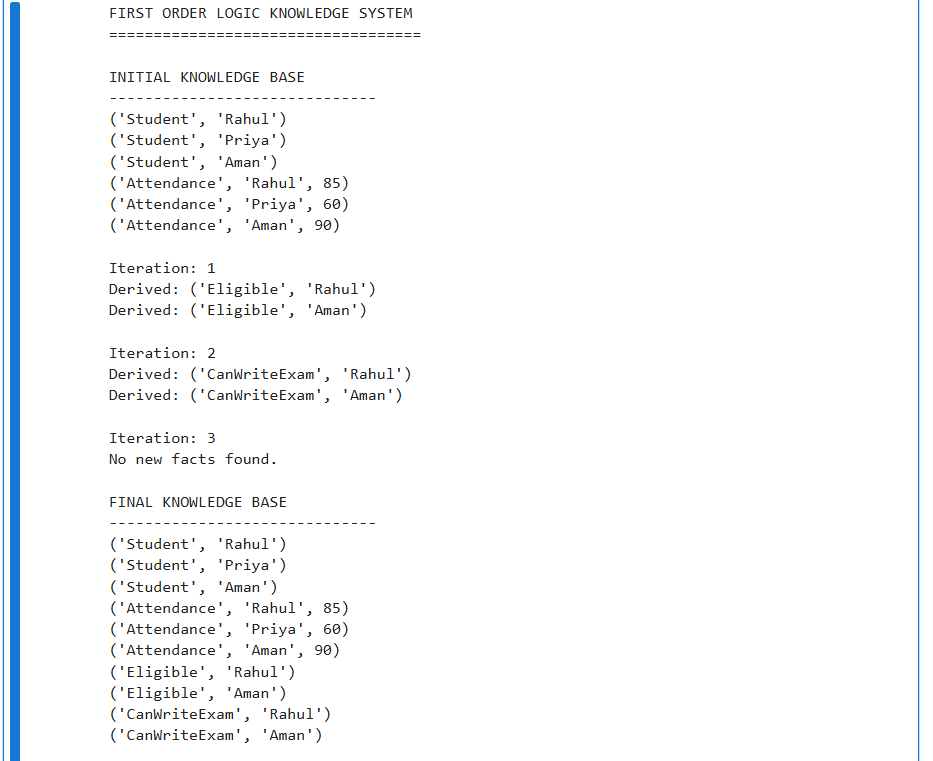 FIRST ORDER LOGIC KNOWLEDGE SYSTEM
===================================
INITIAL KNOWLEDGE BASE
------------------------------
('Student', 'Rahul')
('Student', 'Priya')
('Student', 'Aman')
('Attendance', 'Rahul', 85)
('Attendance', 'Priya', 60)
('Attendance', 'Aman', 90)
Iteration: 1
Derived: ('Eligible', 'Rahul')
Derived: ('Eligible', 'Aman')
Iteration: 2
Derived: ('CanWriteExam', 'Rahul')
Derived: ('CanWriteExam', 'Aman')
Iteration: 3
No new facts found.
FINAL KNOWLEDGE BASE
------------------------------
('Student', 'Rahul')
('Student', 'Priya')
('Student', 'Aman')
('Attendance', 'Rahul', 85)
('Attendance', 'Priya', 60)
('Attendance', 'Aman', 90)
('Eligible', 'Rahul')
('Eligible', 'Aman')
('CanWriteExam', 'Rahul')
('CanWriteExam', 'Aman')